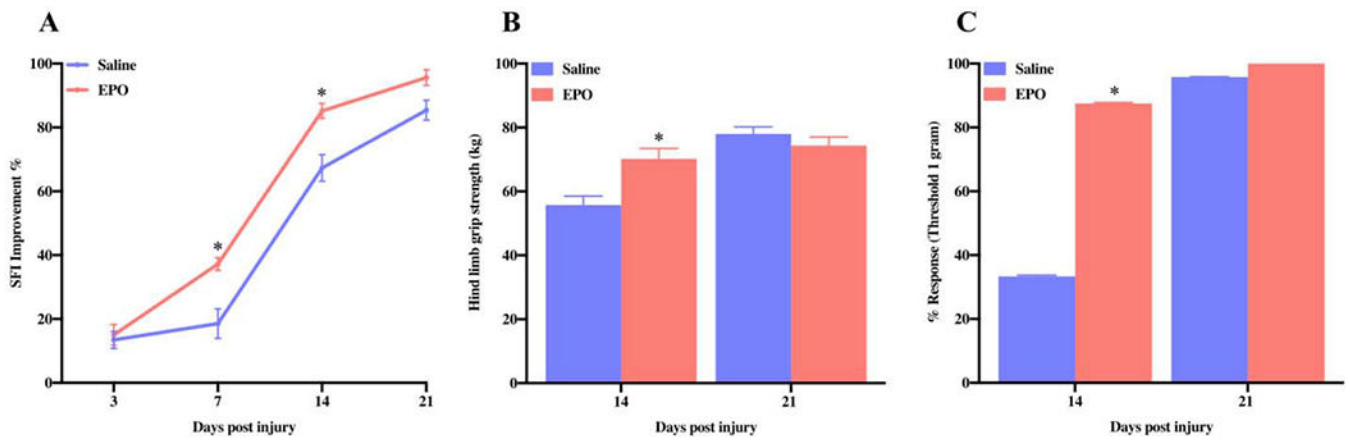 A
Saline
EPO
SFI Improvement %
100
80
60
40
20
0
3 7 14 21
Days post injury
*
*
B
Saline
EPO
Hind limb grip strength (kg)
100
80
60
40
20
0
14 21
Days post injury
*
C
Saline
EPO
% Response (Threshold 1 gram)
100
80
60
40
20
0
14 21
Days post injury
*